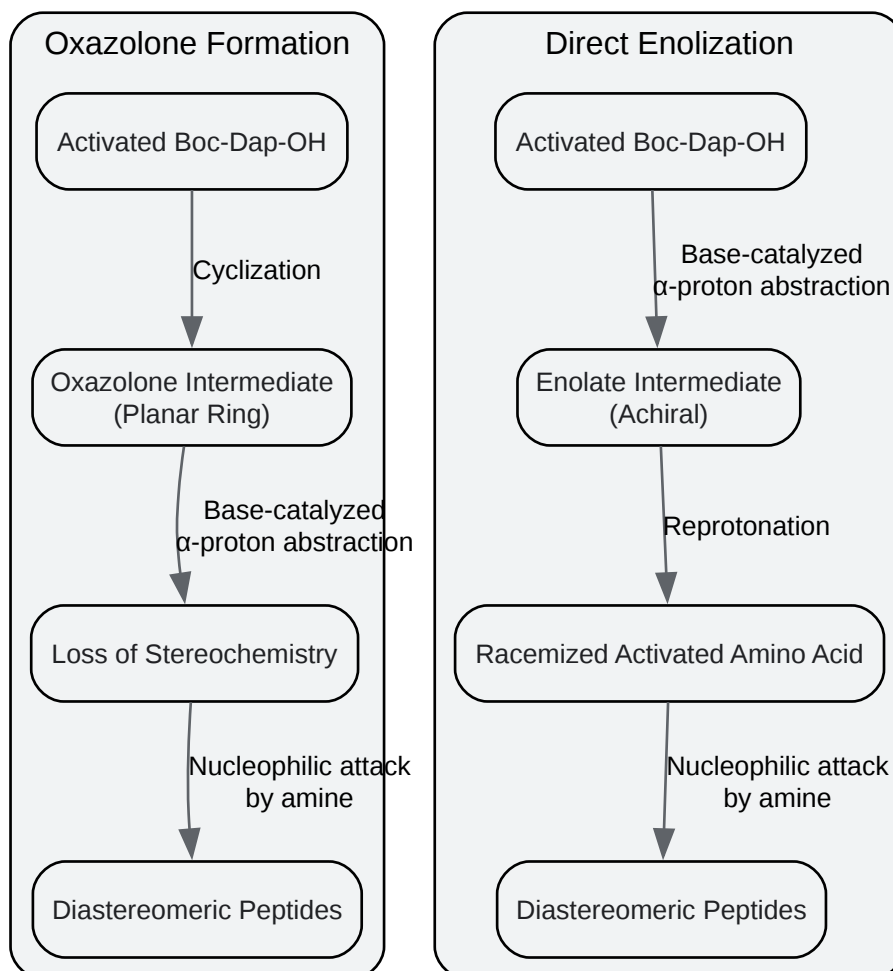 Oxazolone Formation
Activated Boc-Dap-OH
Cyclization
Oxazolone Intermediate
(Planar Ring)
Base-catalyzed
α-proton abstraction
Loss of Stereochemistry
Nucleophilic attack
by amine
Diastereomeric Peptides
Direct Enolization
Activated Boc-Dap-OH
Base-catalyzed
α-proton abstraction
Enolate Intermediate
(Achiral)
Reprotonation
Racemized Activated Amino Acid
Nucleophilic attack
by amine
Diastereomeric Peptides